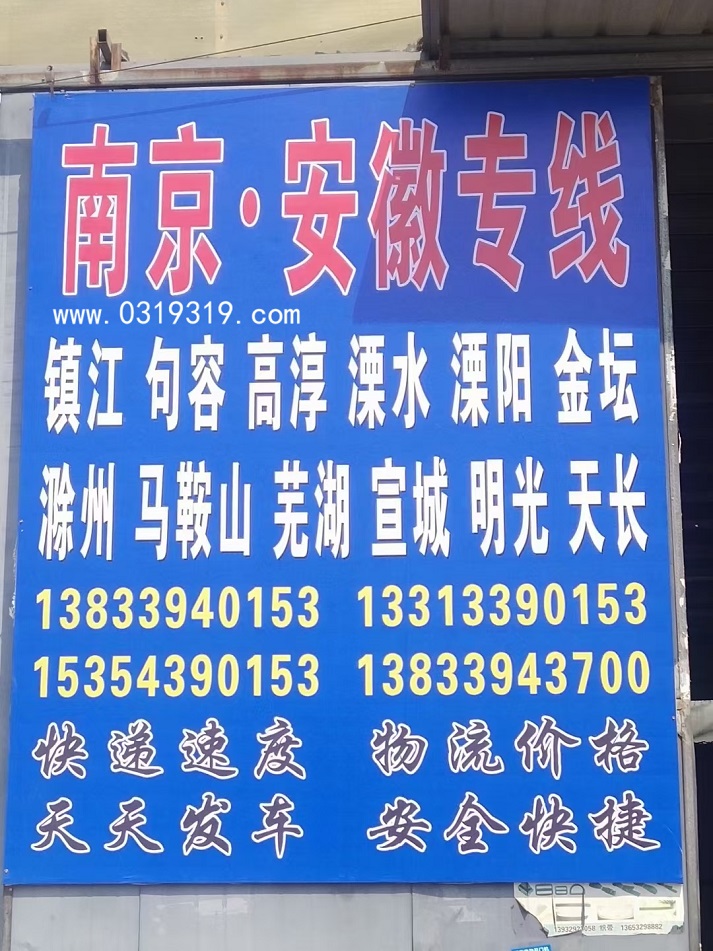 南京·安徽专线
www.0319319.com
镇江 句容 高淳 溧水 溧阳 金坛
滁州 马鞍山 芜湖 宣城 明光 天长
13833940153 13313390153
15354390153 13833943700
快递速度 物流价格
天天发车 安全快捷
13653298882